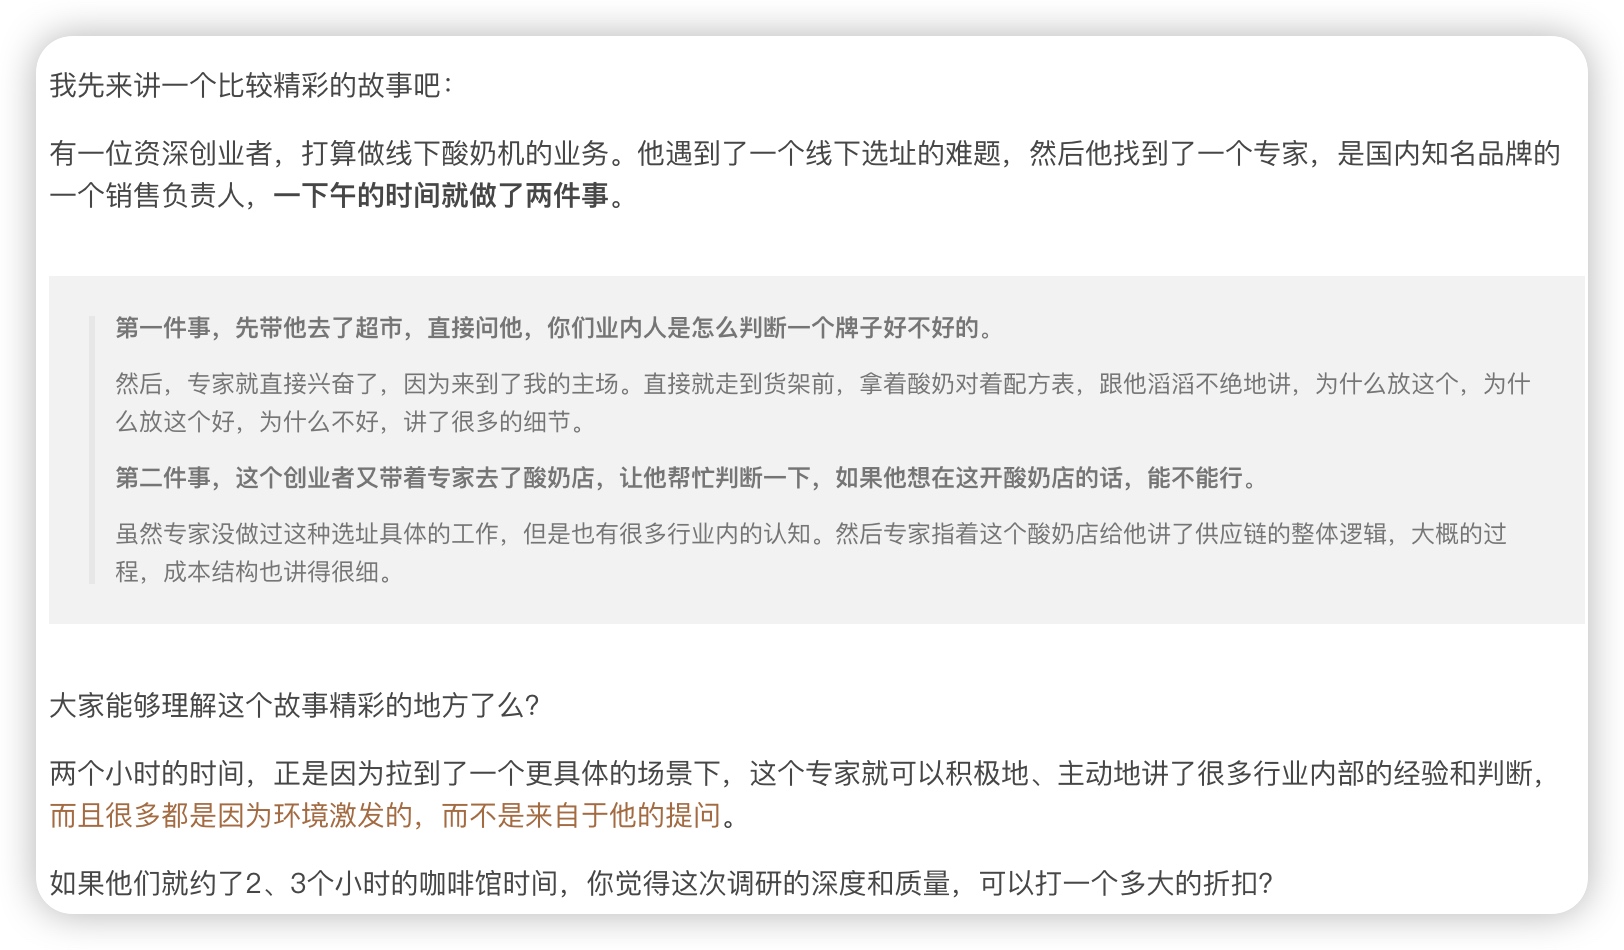 我先来讲一个比较精彩的故事吧：
有一位资深创业者，打算做线下酸奶机的业务。他遇到了一个线下选址的难题，然后他找到了一个专家，是国内知名品牌的
一个销售负责人，一下午的时间就做了两件事。
第一件事，先带他去了超市，直接问他，你们业内人是怎么判断一个牌子好不好的。
然后，专家就直接兴奋了，因为来到了我的主场。直接就走到货架前，拿着酸奶对着配方表，跟他滔滔不绝地讲，为什么放这个，为什
么放这个好，为什么不好，讲了很多的细节。
第二件事，这个创业者又带着专家去了酸奶店，让他帮忙判断一下，如果他想在这开酸奶店的话，能不能行。
虽然专家没做过这种选址具体的工作，但是也有很多行业内的认知。然后专家指着这个酸奶店给他讲了供应链的整体逻辑，大概的过
程，成本结构也讲得很细。
大家能够理解这个故事精彩的地方了么？
两个小时的时间，正是因为拉到了一个更具体的场景下，这个专家就可以积极地、主动地讲了很多行业内部的经验和判断，
而且很多都是因为环境激发的，而不是来自于他的提问。
如果他们就约了2、3个小时的咖啡馆时间，你觉得这次调研的深度和质量，可以打一个多大的折扣？